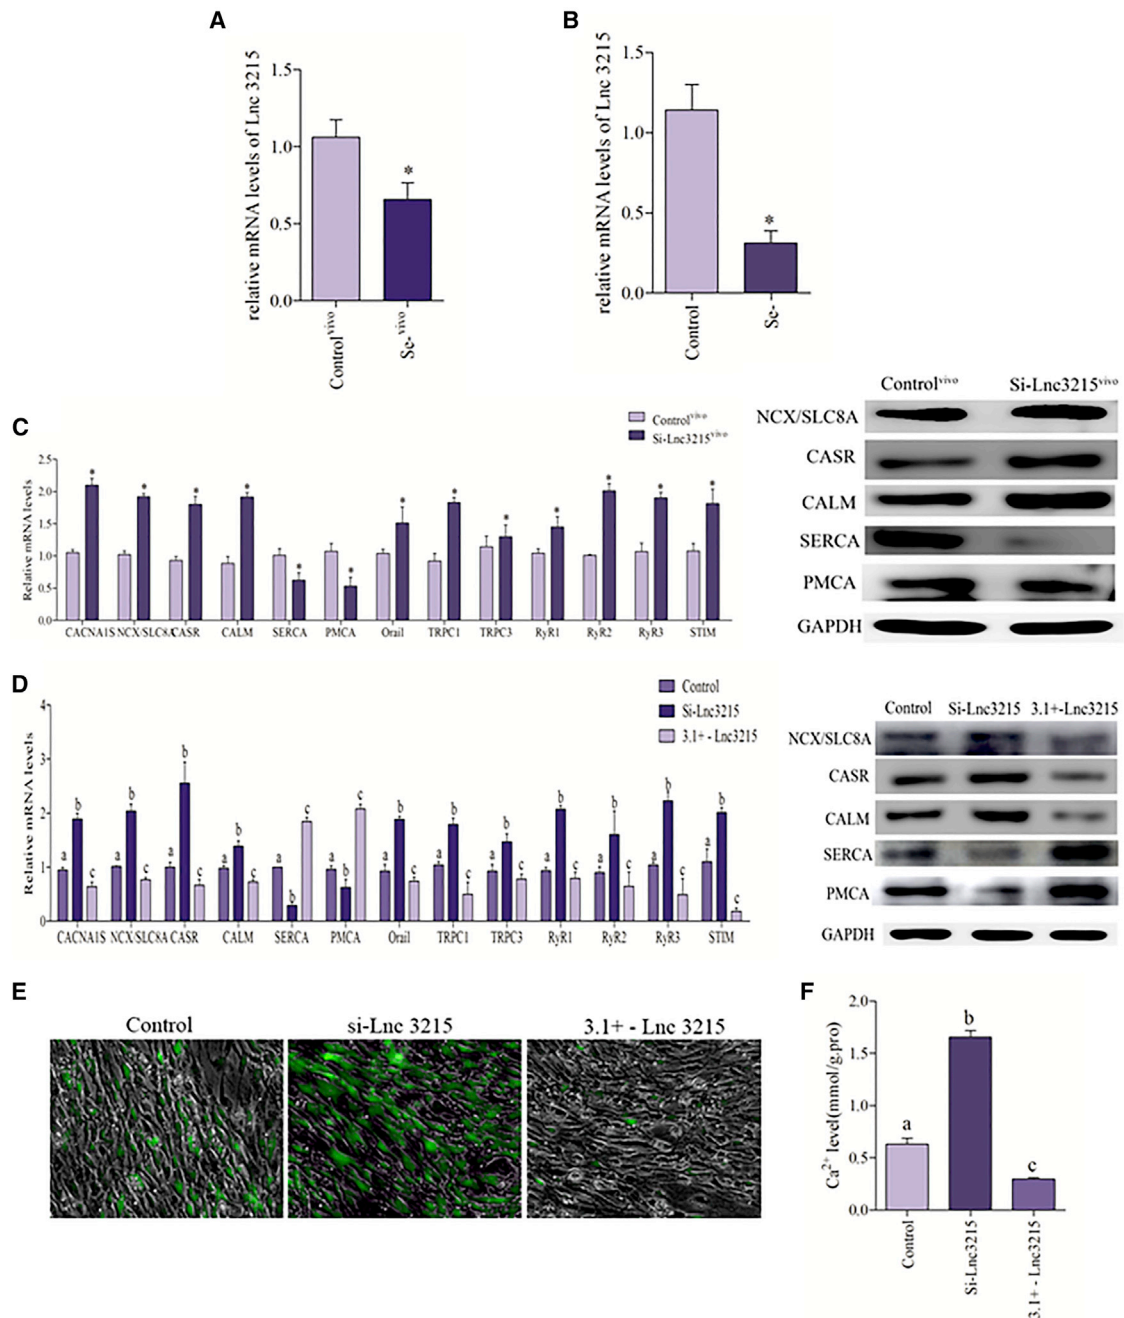 A
relative mRNA levels of Lnc 3215
1.5
1.0
0.5
0.0
*
Control vivo
Se- vivo
B
relative mRNA levels of Lnc 3215
1.5
1.0
0.5
0.0
*
Control
Se-
C
Control vivo
Si-Lnc3215 vivo
Relative mRNA levels
2.5
2.0
1.5
1.0
0.5
0.0
* * * * * * * * * * * * *
CACNA1S NCX/SLC8A CASR CALM SERCA PMCA Orail TRPC1 TRPC3 RyR1 RyR2 RyR3 STIM
Control vivo Si-Lnc3215 vivo
NCX/SLC8A
CASR
CALM
SERCA
PMCA
GAPDH
D
Control
Si-Lnc3215
3.1+ - Lnc3215
Relative mRNA levels
4
3
2
1
0
a b c a b c a b c a b c a b c a b c a b c a b c a b c a b c a b c a b c a b c
CACNA1S NCX/SLC8A CASR CALM SERCA PMCA Orail TRPC1 TRPC3 RyR1 RyR2 RyR3 STIM
Control Si-Lnc3215 3.1+-Lnc3215
NCX/SLC8A
CASR
CALM
SERCA
PMCA
GAPDH
E
Control si-Lnc 3215 3.1+ - Lnc 3215
F
Ca2+ level(mmol/g.pro)
2.0
1.5
1.0
0.5
0.0
a b c
Control
Si-Lnc3215
3.1+ - Lnc3215